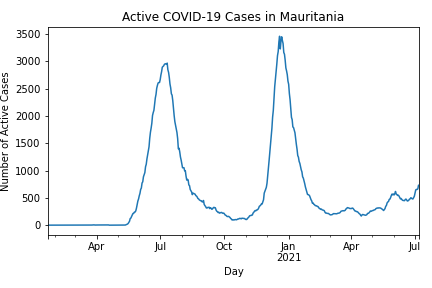 Active COVID-19 Cases in Mauritania
Number of Active Cases
3500
3000
2500
2000
1500
1000
500
0
Apr Jul Oct Jan Apr Jul
2021
Day